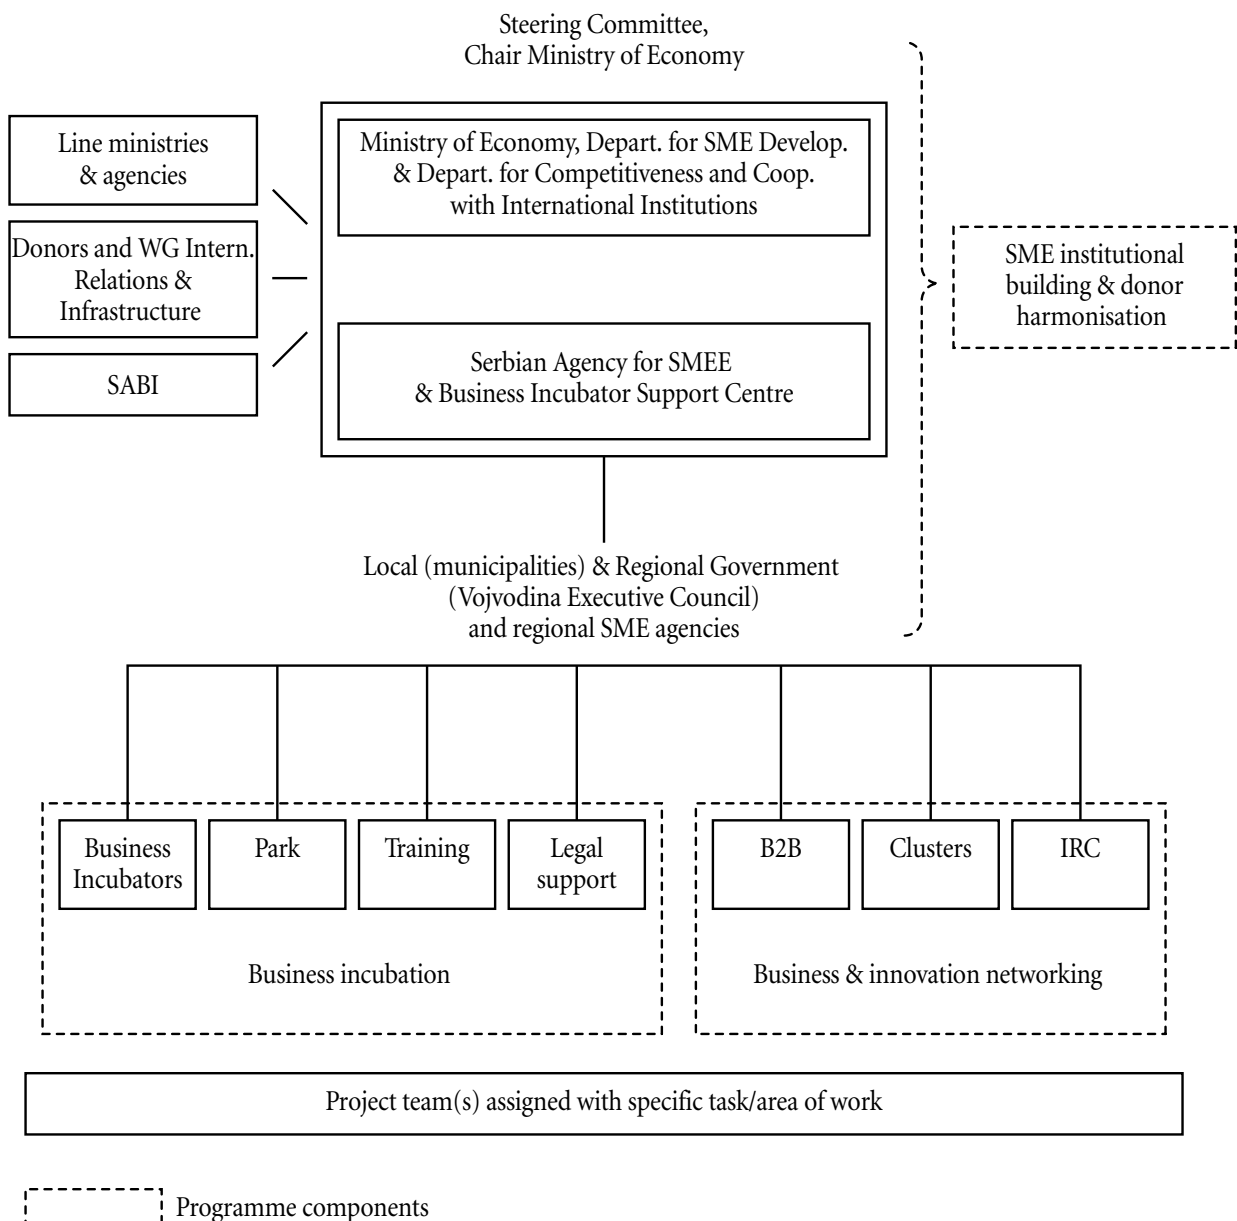 Steering Committee,
Chair Ministry of Economy
Line ministries
& agencies
Donors and WG Intern.
Relations &
Infrastructure
SABI
Ministry of Economy, Depart. for SME Develop.
& Depart. for Competitiveness and Coop.
with International Institutions
Serbian Agency for SMEE
& Business Incubator Support Centre
SME institutional
building & donor
harmonisation
Local (municipalities) & Regional Government
(Vojvodina Executive Council)
and regional SME agencies
Business
Incubators
Park
Training
Legal
support
B2B
Clusters
IRC
Business incubation
Business & innovation networking
Project team(s) assigned with specific task/area of work
Programme components